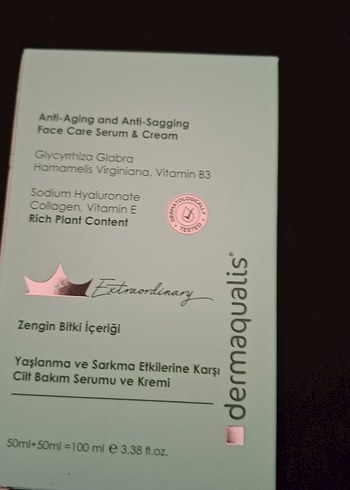 Anti-Aging and Anti-Sagging
Face Care Serum & Cream
Glycyrrhiza Glabra
Hamamelis Virginiana, Vitamin B3
Sodium Hyaluronate
Collagen, Vitamin E
Rich Plant Content
DERMATOLOGICALLY
TESTED
Extraordinary
Zengin Bitki İçeriği
Yaşlanma ve Sarkma Etkilerine Karşı
Cilt Bakım Serumu ve Kremi
50ml+50ml =100 ml ℮ 3,38 fl.oz.
dermaqualis®